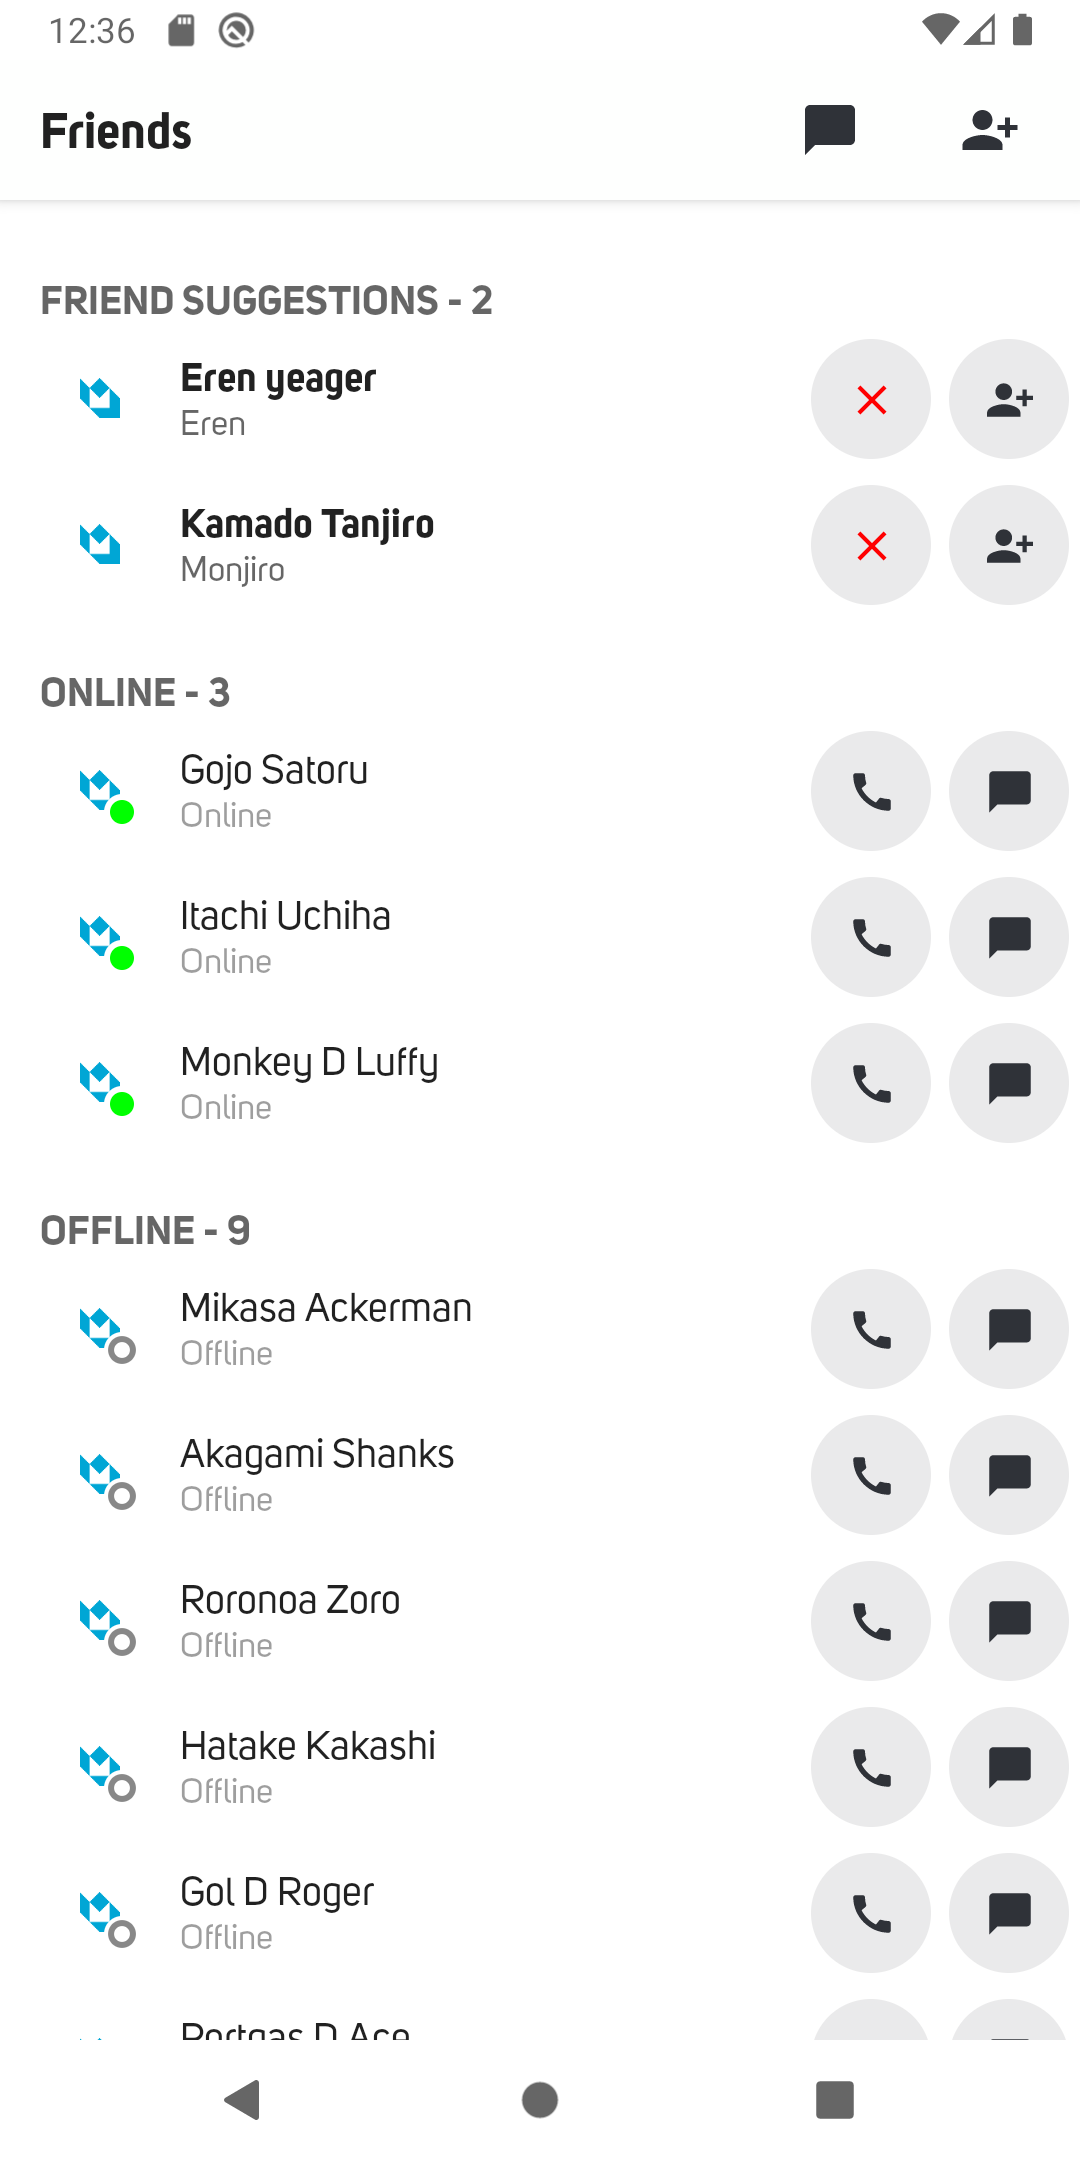 12:36
Friends
FRIEND SUGGESTIONS - 2
Eren yeager
Eren
Kamado Tanjiro
Monjiro
ONLINE - 3
Gojo Satoru
Online
Itachi Uchiha
Online
Monkey D Luffy
Online
OFFLINE - 9
Mikasa Ackerman
Offline
Akagami Shanks
Offline
Roronoa Zoro
Offline
Hatake Kakashi
Offline
Gol D Roger
Offline
Portgas D Ace